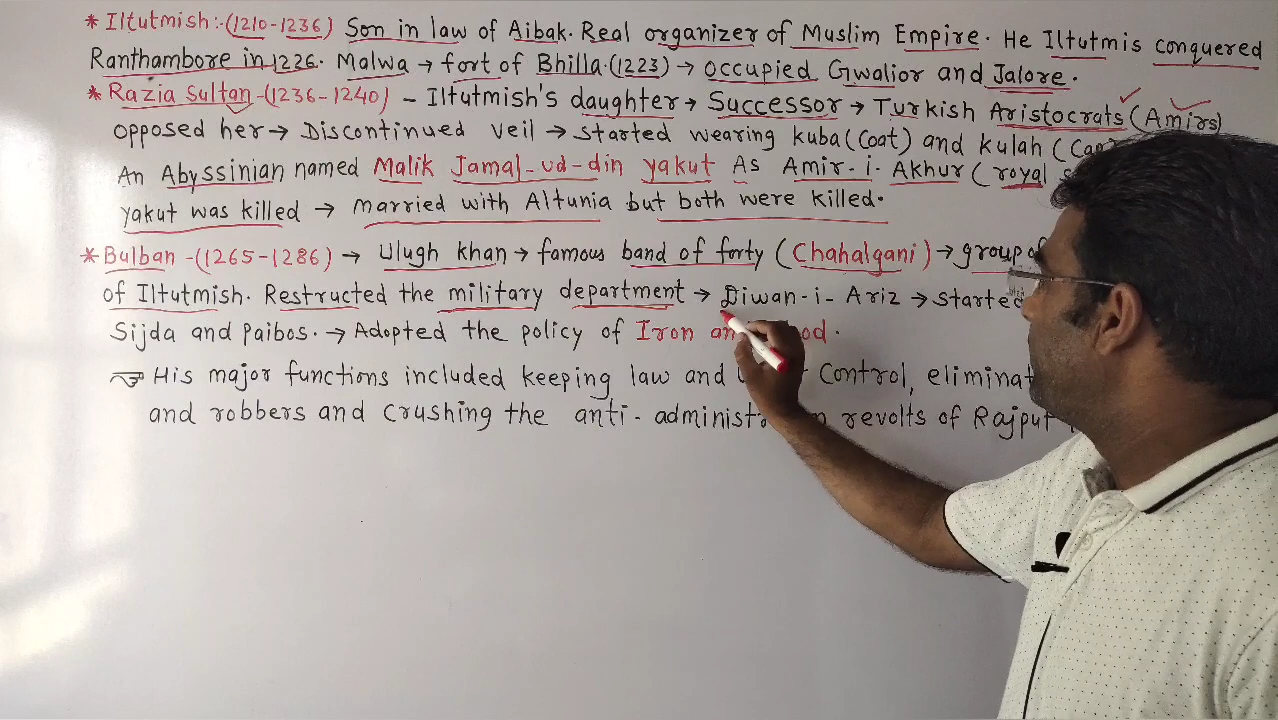 * Iltutmish:-(1210-1236) Son in law of Aibak. Real organizer of Muslim Empire. He Iltutmis conquered
Ranthambore in 1226. Malwa → fort of Bhilla.(1223) → occupied Gwalior and Jalore.
* Razia Sultan-(1236-1240) - Iltutmish's daughter → Successor → Turkish Aristocrats (Amirs)
opposed her → Discontinued veil → started wearing kuba (Coat) and kulah (
An Abyssinian named Malik Jamal-ud-din yakut As Amir-i-Akhur (royal
yakut was killed → married with Altunia but both were killed.
* Bulban -(1265-1286) → Ulugh khan → famous band of forty (Chahalgani) → group
of Iltutmish. Restructed the military department → Diwan-i-Ariz → started
Sijda and Paibos. → Adopted the policy of Iron
His major functions included keeping law and Control,
and robbers and crushing the anti- revolts of Rajput